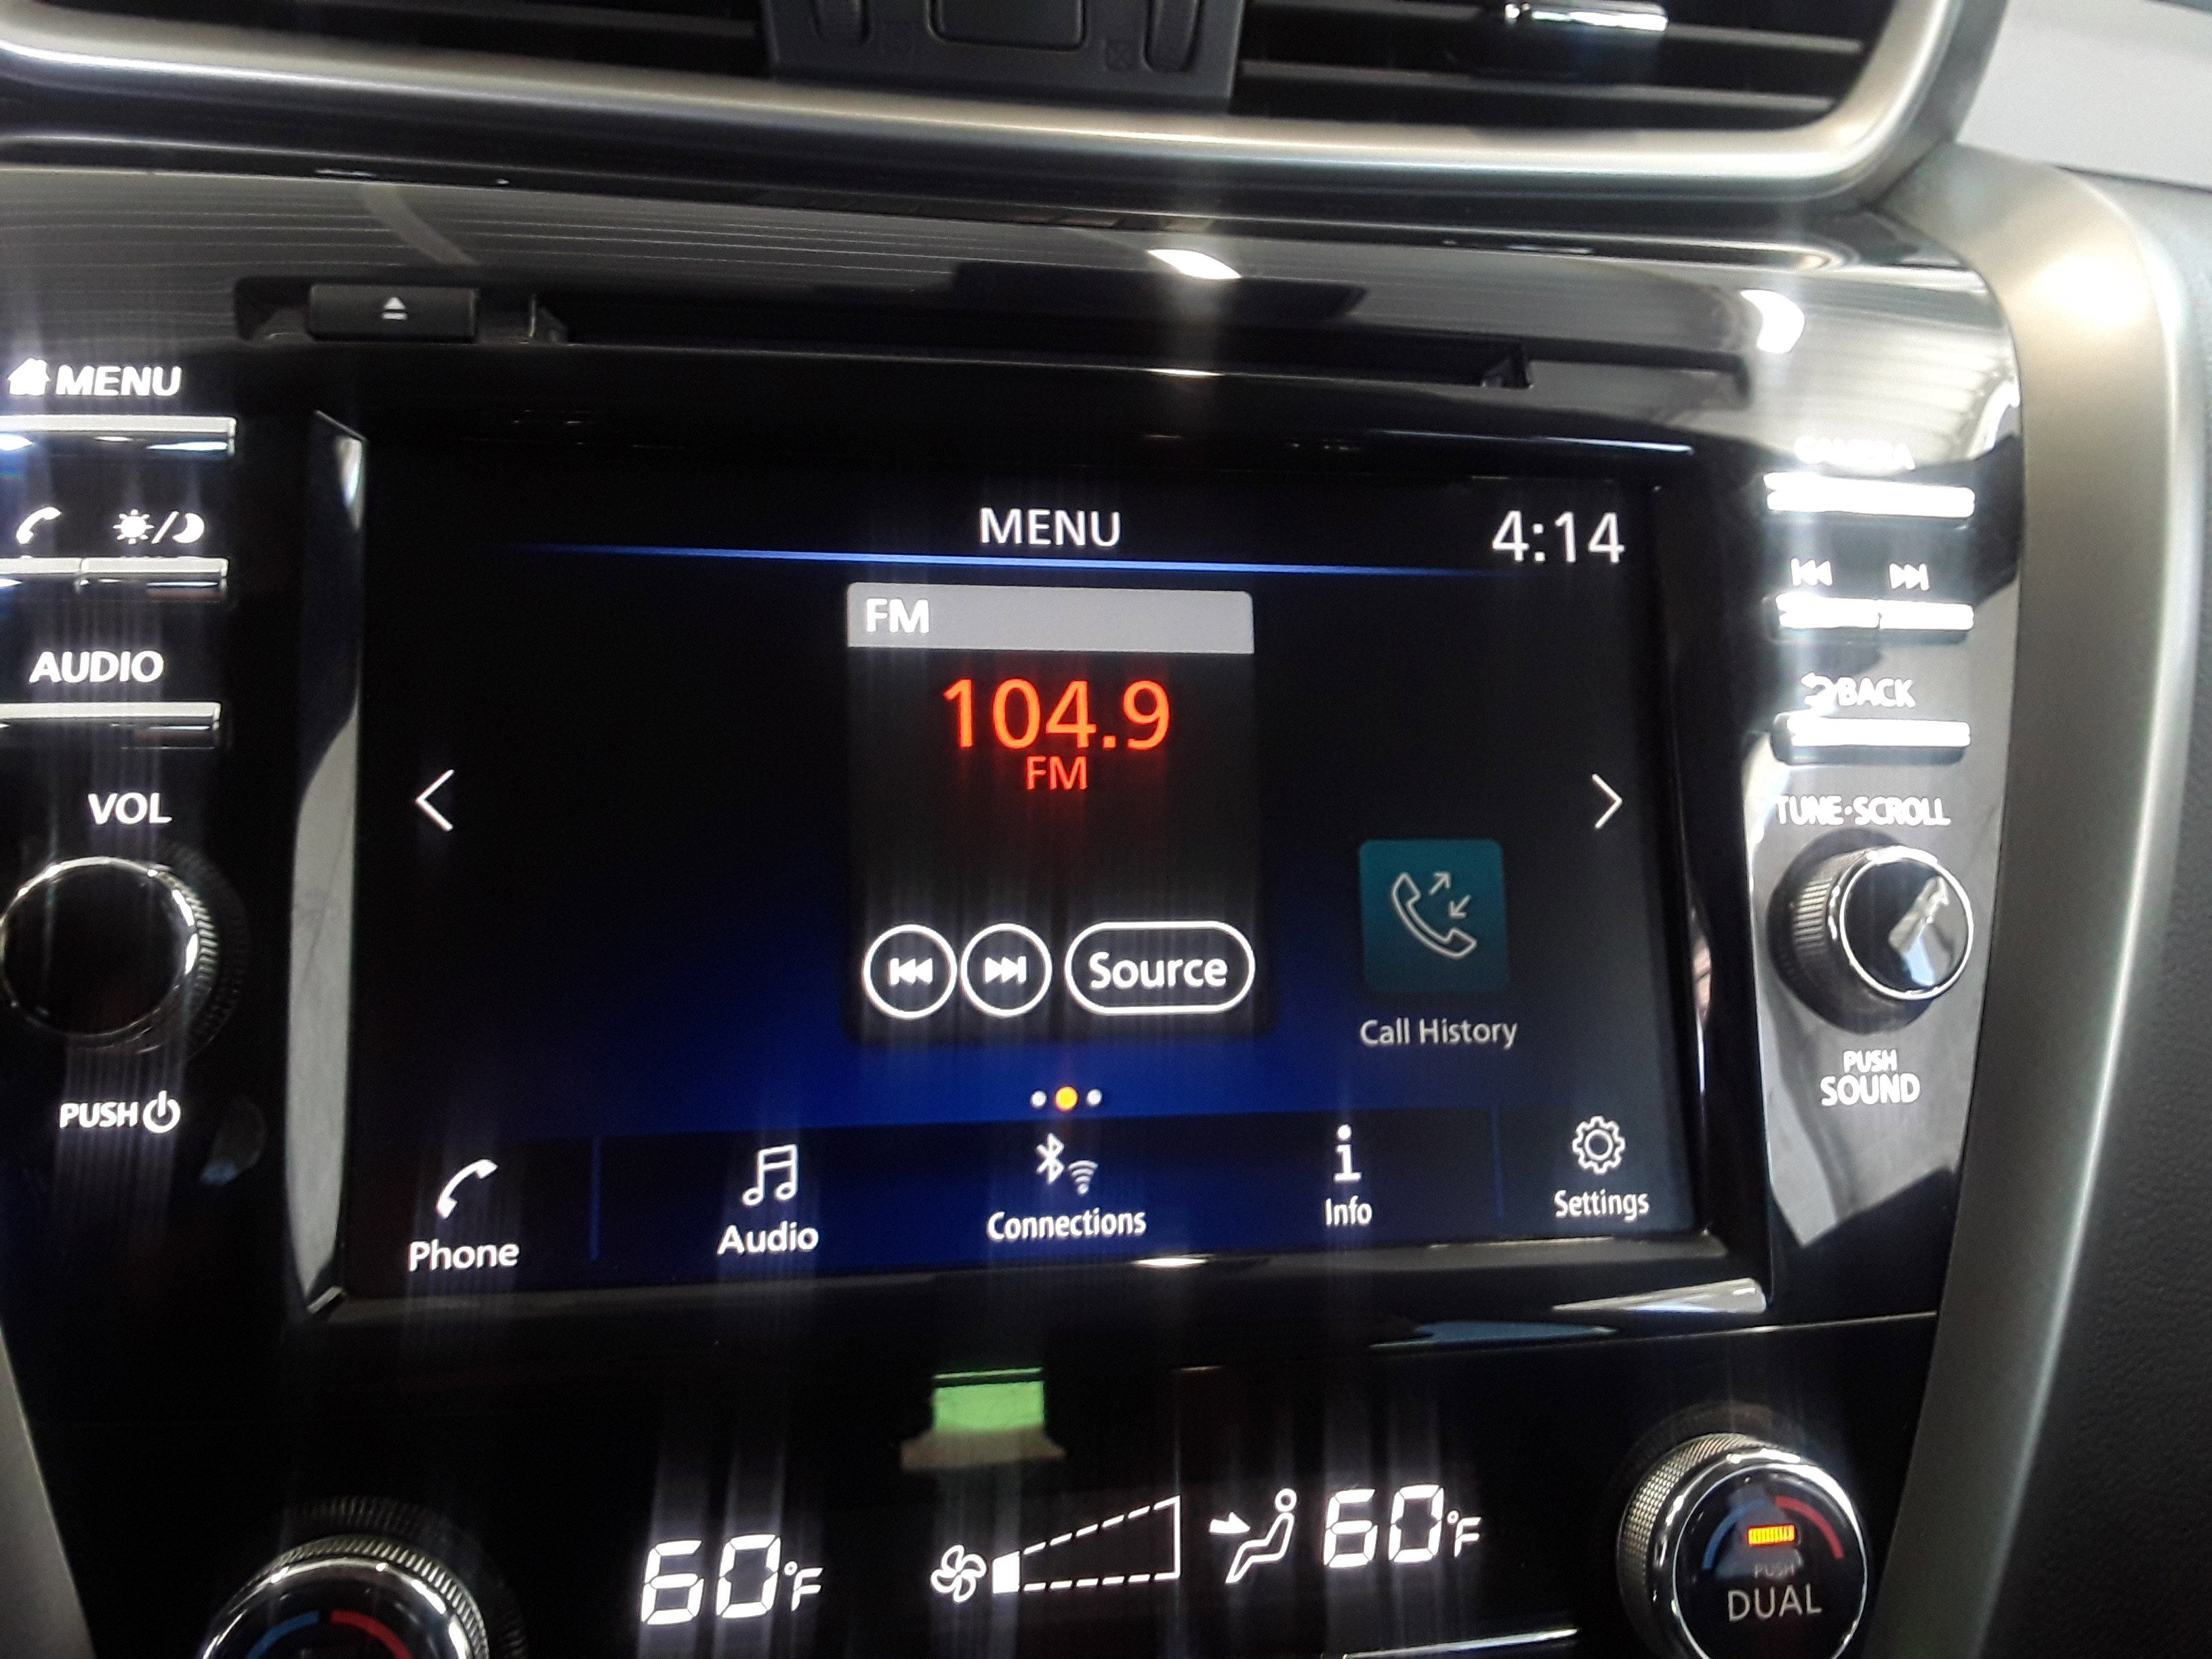 MENU
CAMERA
MENU
4:14
FM
104.9
FM
AUDIO
BACK
VOL
TUNE·SCROLL
Source
Call History
PUSH
SOUND
PUSH
Phone
Audio
Connections
Info
Settings
60°F
60°F
PUSH
DUAL